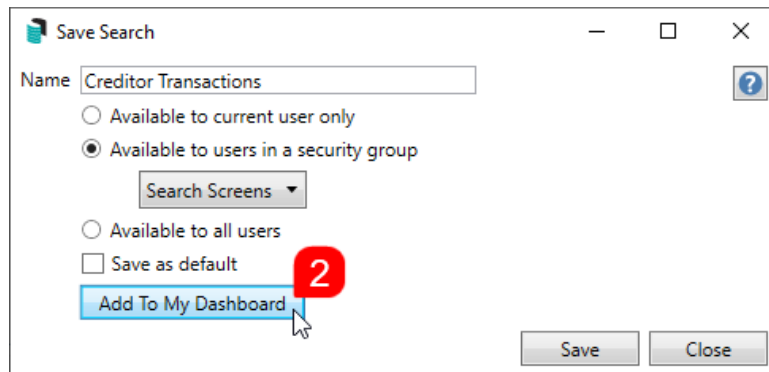 Save Search
Name Creditor Transactions
Available to current user only
Available to users in a security group
Search Screens
Available to all users
Save as default
2
Add To My Dashboard
Save Close